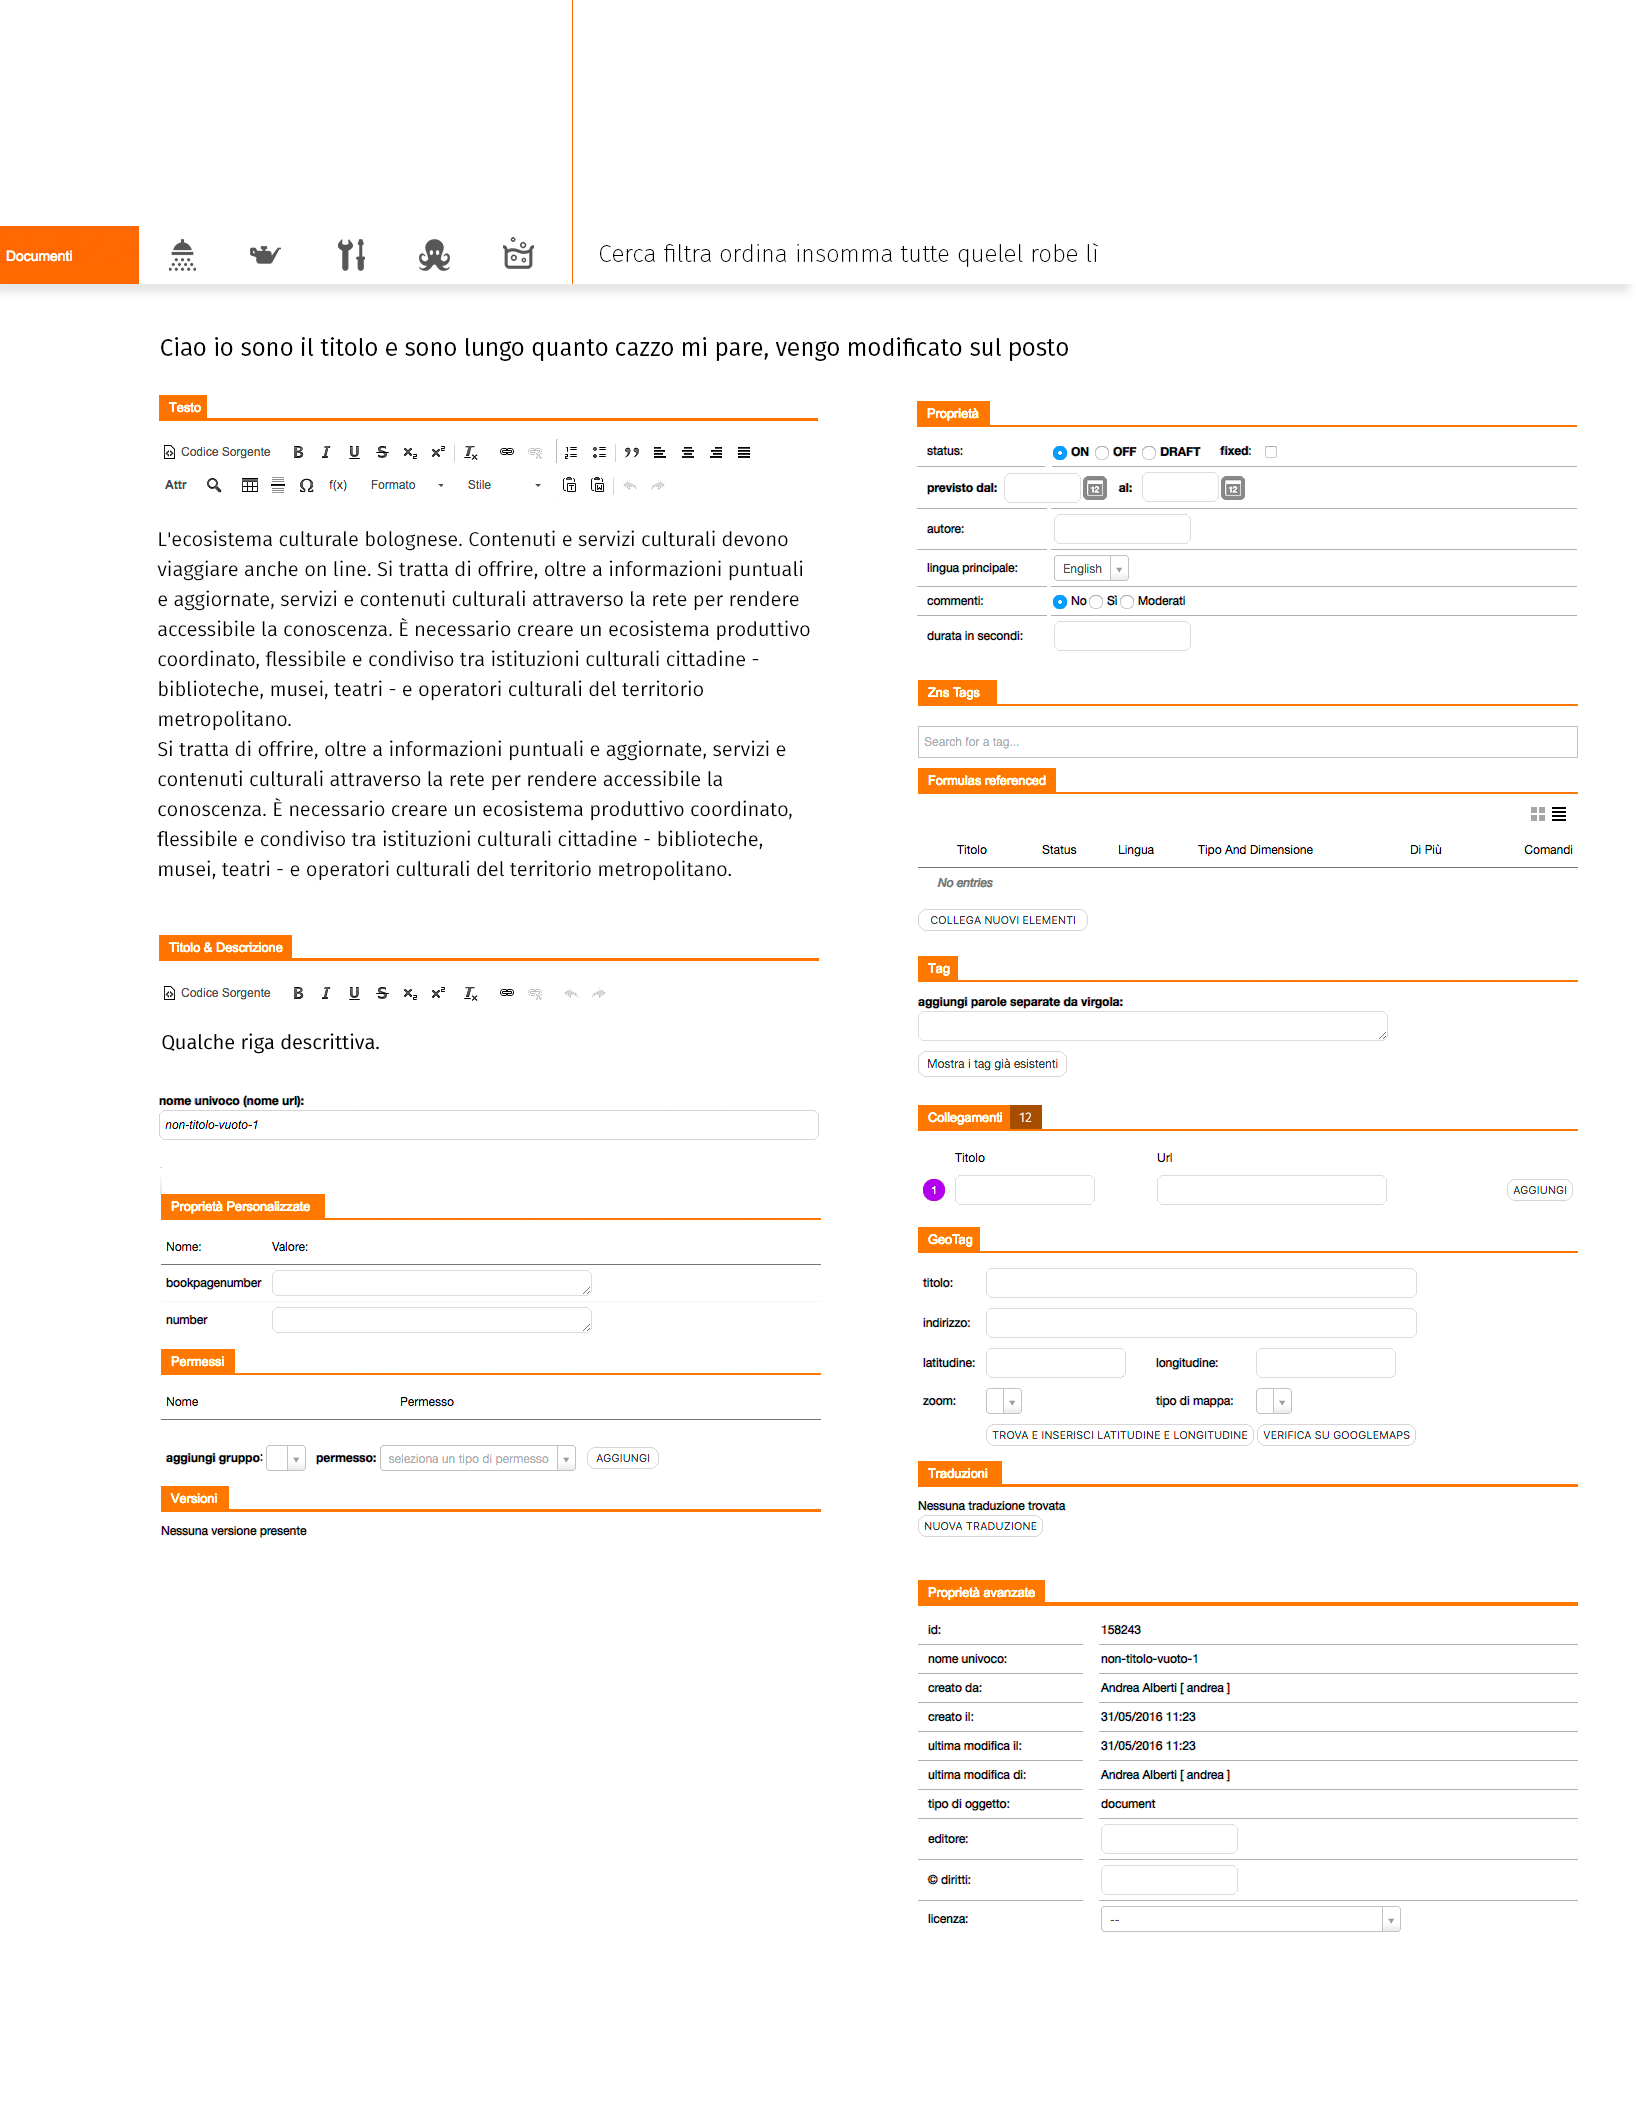 Documenti
Cerca filtra ordina insomma tutte quelel robe lì
Ciao io sono il titolo e sono lungo quanto cazzo mi pare, vengo modificato sul posto
Testo
Codice Sorgente B I U S x₂ x² Tx
Attr Ω f(x) Formato Stile
L'ecosistema culturale bolognese. Contenuti e servizi culturali devono
viaggiare anche on line. Si tratta di offrire, oltre a informazioni puntuali
e aggiornate, servizi e contenuti culturali attraverso la rete per rendere
accessibile la conoscenza. È necessario creare un ecosistema produttivo
coordinato, flessibile e condiviso tra istituzioni culturali cittadine -
biblioteche, musei, teatri - e operatori culturali del territorio
metropolitano.
Si tratta di offrire, oltre a informazioni puntuali e aggiornate, servizi e
contenuti culturali attraverso la rete per rendere accessibile la
conoscenza. È necessario creare un ecosistema produttivo coordinato,
flessibile e condiviso tra istituzioni culturali cittadine - biblioteche,
musei, teatri - e operatori culturali del territorio metropolitano.
Titolo & Descrizione
Codice Sorgente B I U S x₂ x² Tx
Qualche riga descrittiva.
nome univoco (nome url):
non-titolo-vuoto-1
Proprietà Personalizzate
Nome: Valore:
bookpagenumber
number
Permessi
Nome Permesso
aggiungi gruppo: permesso: seleziona un tipo di permesso AGGIUNGI
Versioni
Nessuna versione presente
Proprietà
status: ON OFF DRAFT fixed:
previsto dal: 12 al: 12
autore:
lingua principale: English
commenti: No Sì Moderati
durata in secondi:
Zns Tags
Search for a tag...
Formulas referenced
Titolo Status Lingua Tipo And Dimensione Di Più Comandi
No entries
COLLEGA NUOVI ELEMENTI
Tag
aggiungi parole separate da virgola:
Mostra i tag già esistenti
Collegamenti 12
Titolo Url
1 AGGIUNGI
GeoTag
titolo:
indirizzo:
latitudine: longitudine:
zoom: tipo di mappa:
TROVA E INSERISCI LATITUDINE E LONGITUDINE VERIFICA SU GOOGLEMAPS
Traduzioni
Nessuna traduzione trovata
NUOVA TRADUZIONE
Proprietà avanzate
id: 158243
nome univoco: non-titolo-vuoto-1
creato da: Andrea Alberti [ andrea ]
creato il: 31/05/2016 11:23
ultima modifica il: 31/05/2016 11:23
ultima modifica di: Andrea Alberti [ andrea ]
tipo di oggetto: document
editore:
© diritti:
licenza: --